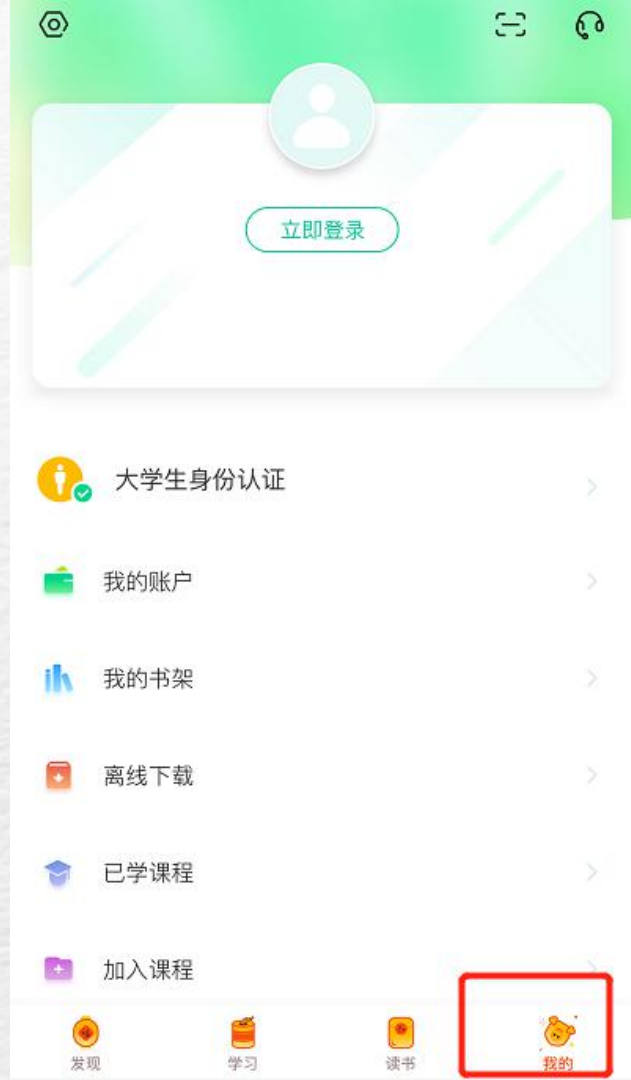 立即登录
大学生身份认证
我的账户
我的书架
离线下载
已学课程
加入课程
发现
学习
读书
我的